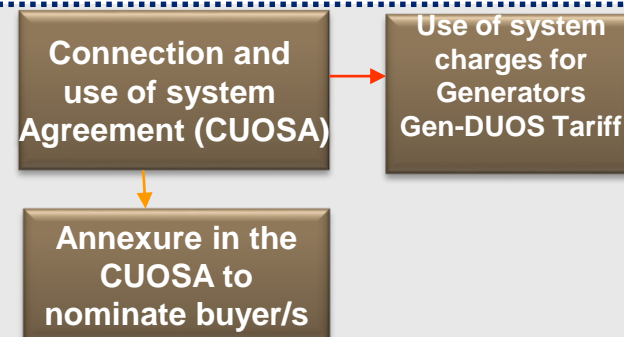 Connection and
use of system
Agreement (CUOSA)
Use of system
charges for
Generators
Gen-DUOS Tariff
Annexure in the
CUOSA to
nominate buyer/s